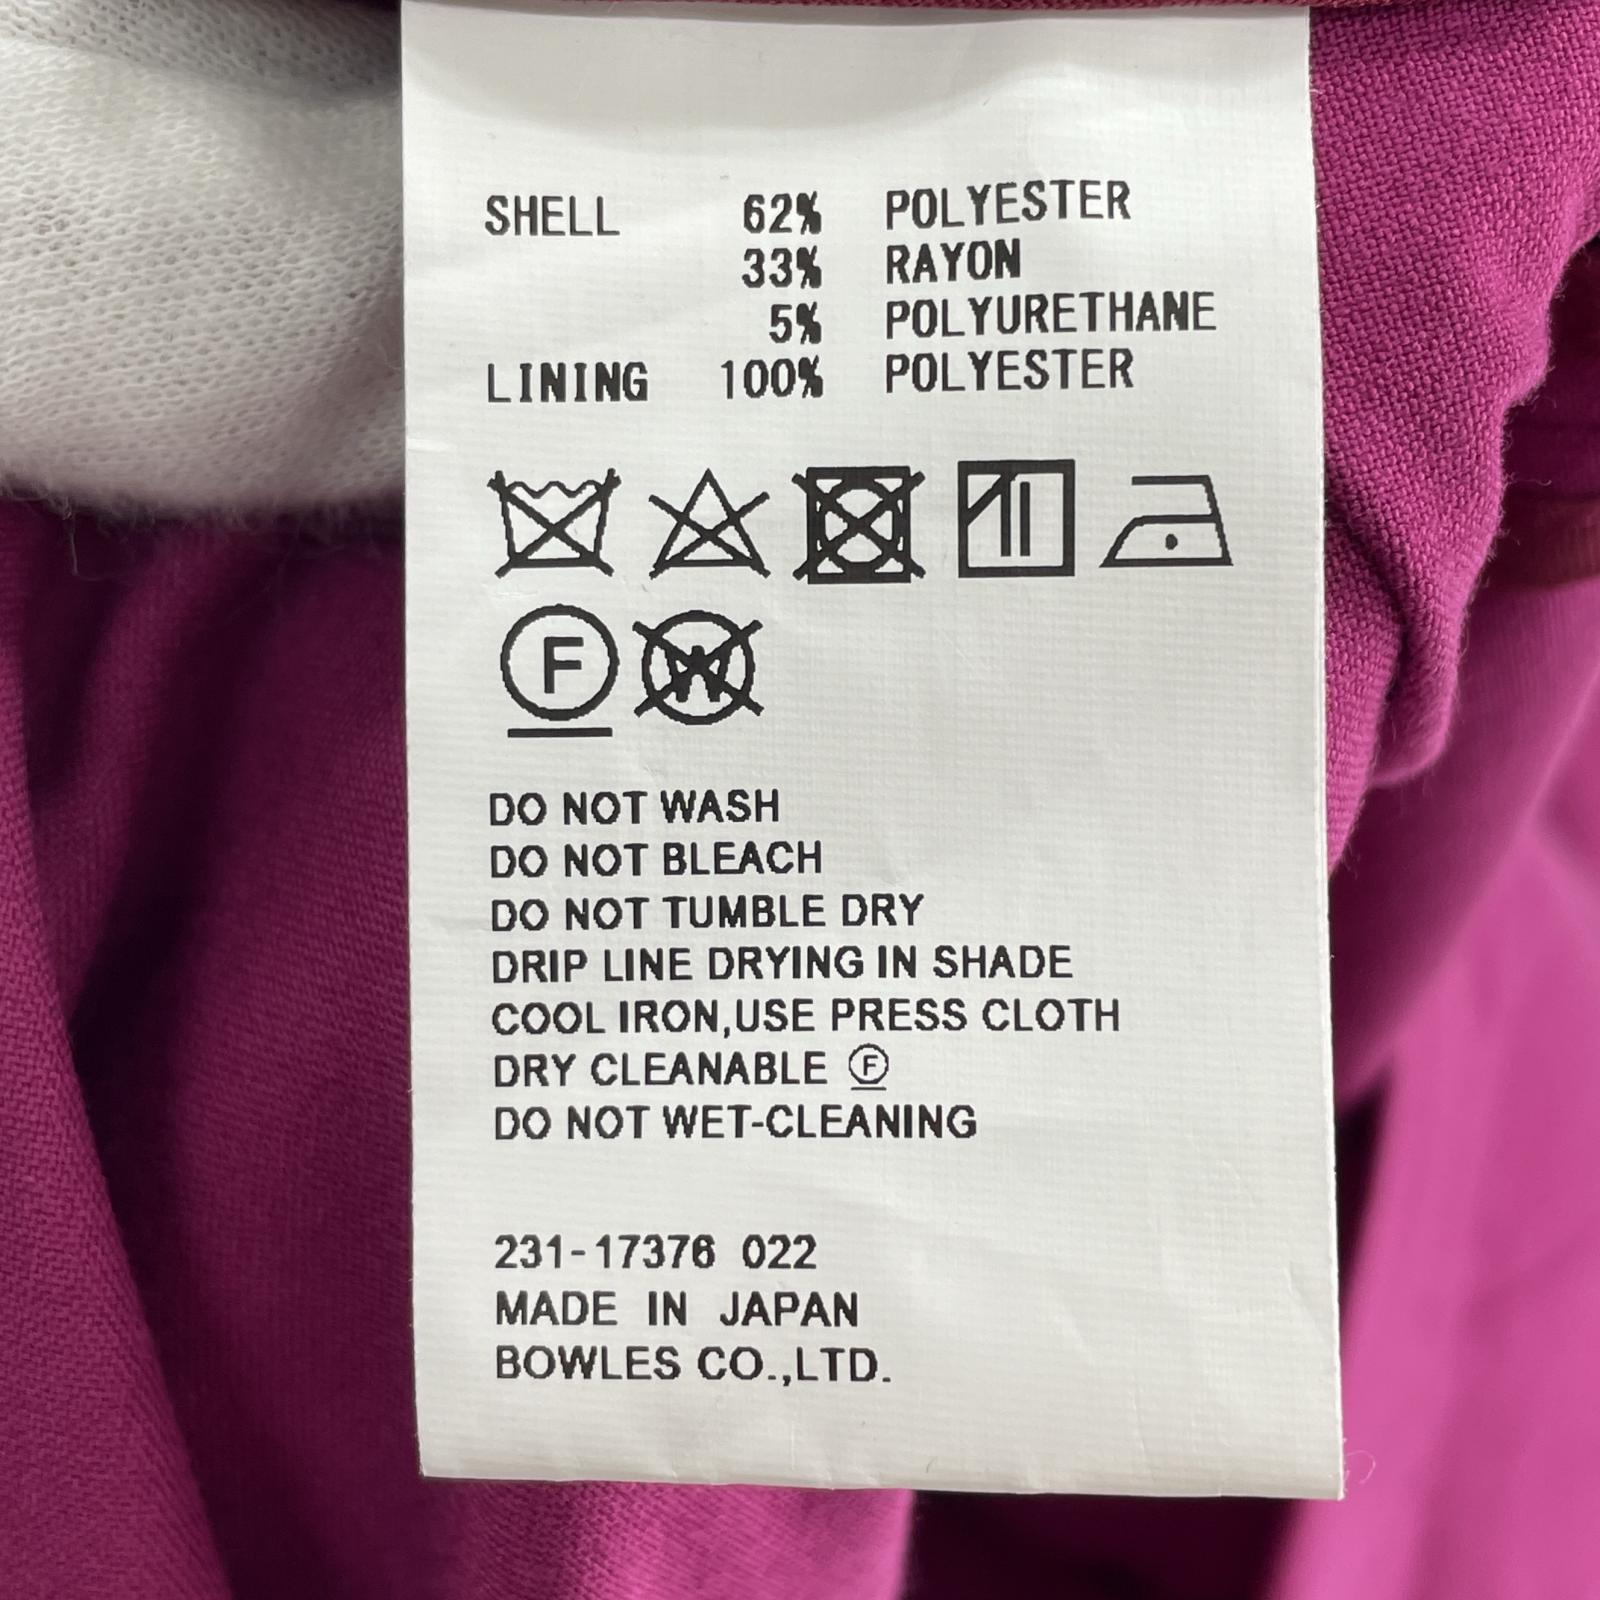 SHELL 62% POLYESTER
33% RAYON
5% POLYURETHANE
LINING 100% POLYESTER
F W
DO NOT WASH
DO NOT BLEACH
DO NOT TUMBLE DRY
DRIP LINE DRYING IN SHADE
COOL IRON,USE PRESS CLOTH
DRY CLEANABLE Ⓕ
DO NOT WET-CLEANING
231-17376 022
MADE IN JAPAN
BOWLES CO.,LTD.